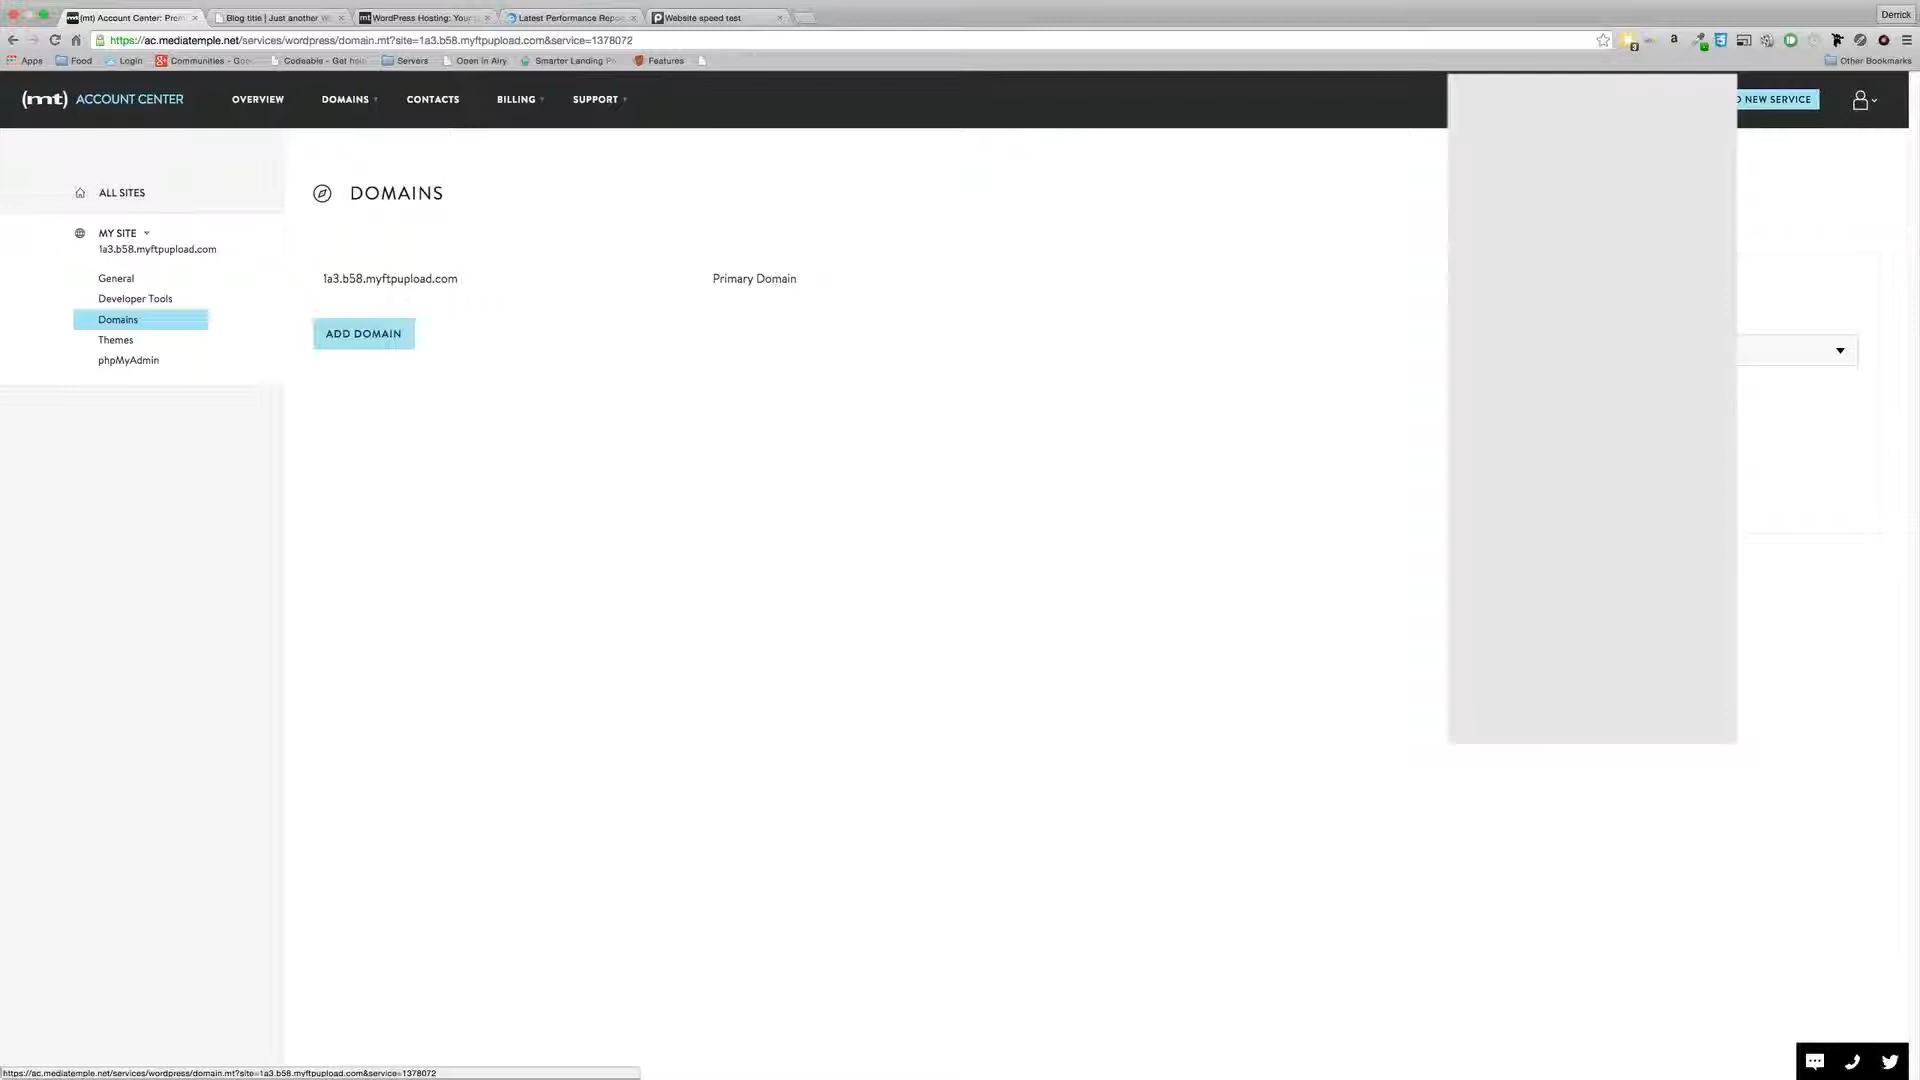 (mt) Account Center: Prem
Blog title | Just another W
WordPress Hosting: Your
Latest Performance Repo
Website speed test
Derrick
https://ac.mediatemple.net/services/wordpress/domain.mt?site=1a3.b58.myftpupload.com&service=1378072
Apps
Food
Login
Communities - Goo
Codeable - Get help
Servers
Open in Airy
Smarter Landing P
Features
Other Bookmarks
(mt) ACCOUNT CENTER
OVERVIEW
DOMAINS
CONTACTS
BILLING
SUPPORT
NEW SERVICE
ALL SITES
DOMAINS
MY SITE
1a3.b58.myftpupload.com
General
Developer Tools
Domains
Themes
phpMyAdmin
1a3.b58.myftpupload.com
Primary Domain
ADD DOMAIN
https://ac.mediatemple.net/services/wordpress/domain.mt?site=1a3.b58.myftpupload.com&service=1378072